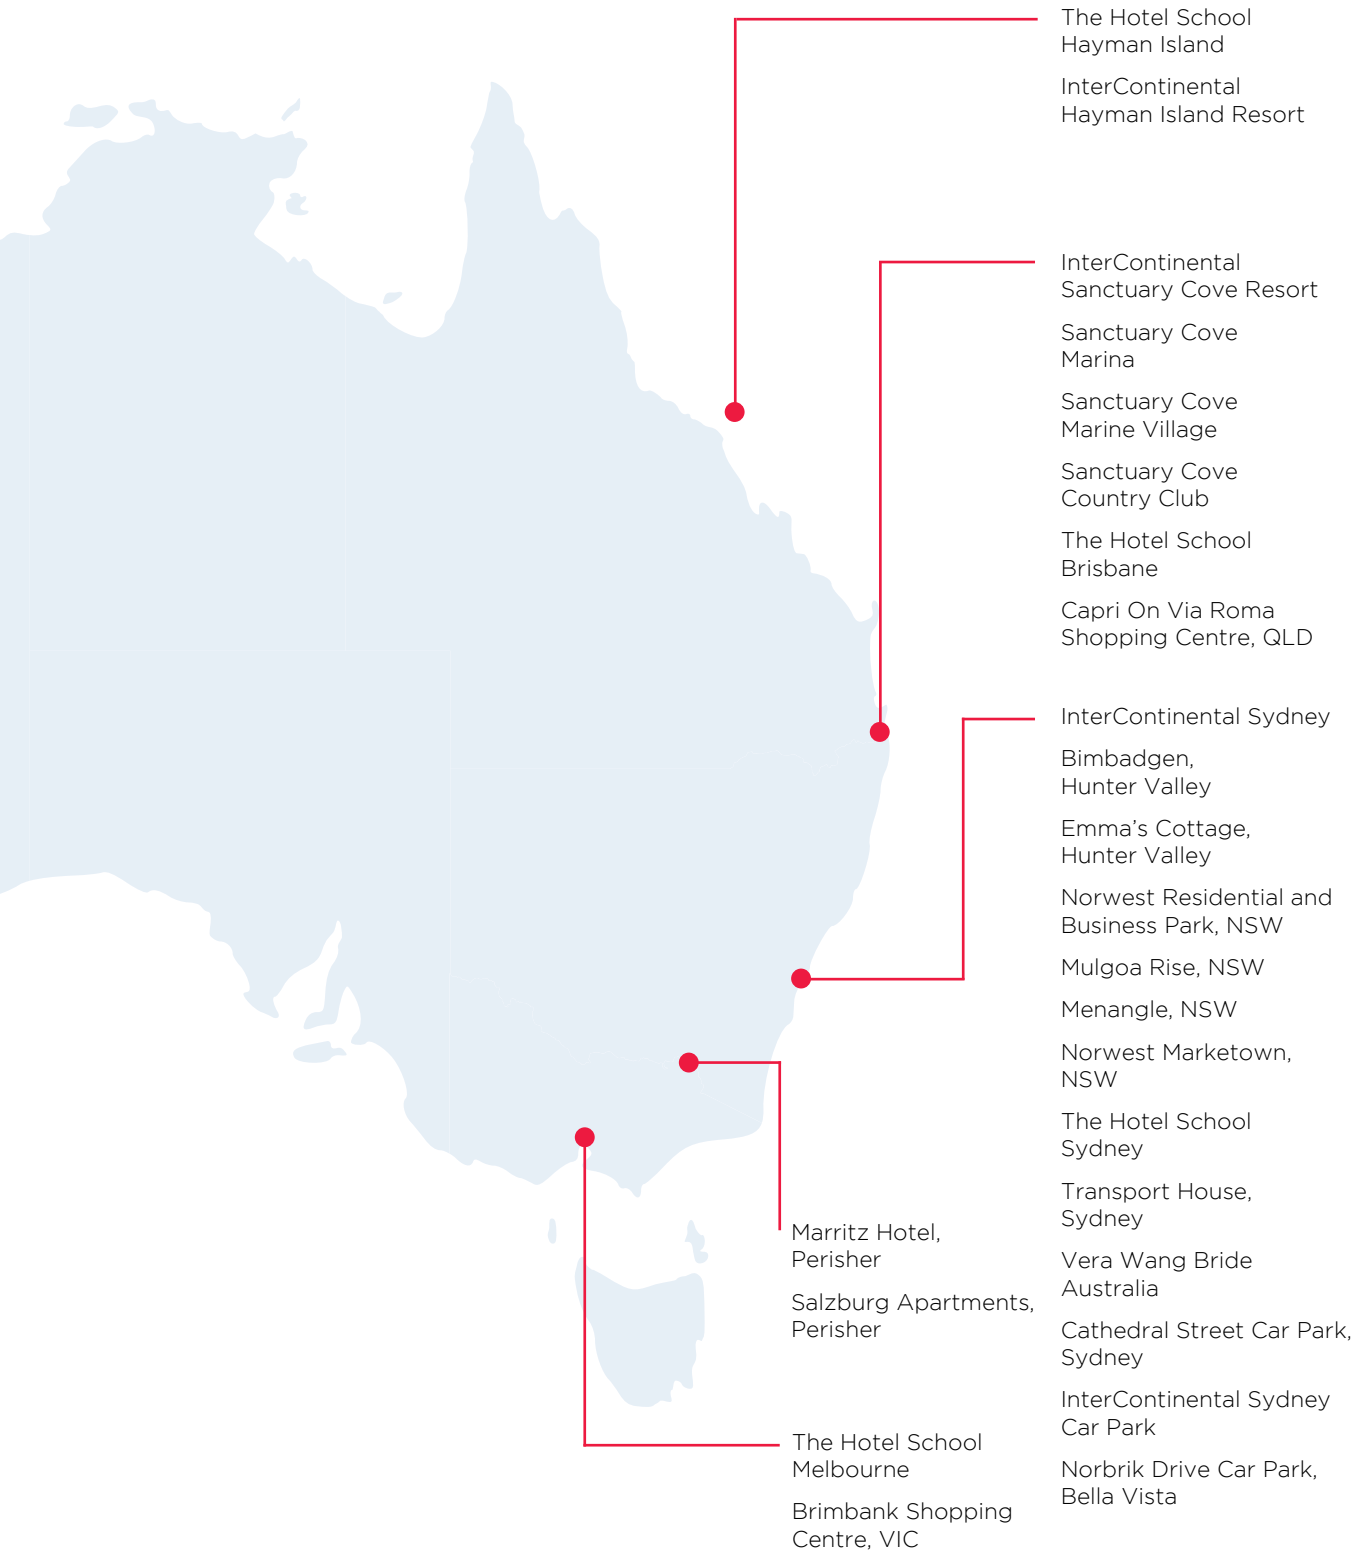 The Hotel School
Hayman Island
InterContinental
Hayman Island Resort
InterContinental
Sanctuary Cove Resort
Sanctuary Cove
Marina
Sanctuary Cove
Marine Village
Sanctuary Cove
Country Club
The Hotel School
Brisbane
Capri On Via Roma
Shopping Centre, QLD
InterContinental Sydney
Bimbadgen,
Hunter Valley
Emma’s Cottage,
Hunter Valley
Norwest Residential and
Business Park, NSW
Mulgoa Rise, NSW
Menangle, NSW
Norwest Marketown,
NSW
The Hotel School
Sydney
Transport House,
Sydney
Vera Wang Bride
Australia
Cathedral Street Car Park,
Sydney
InterContinental Sydney
Car Park
Norbrik Drive Car Park,
Bella Vista
Marritz Hotel,
Perisher
Salzburg Apartments,
Perisher
The Hotel School
Melbourne
Brimbank Shopping
Centre, VIC